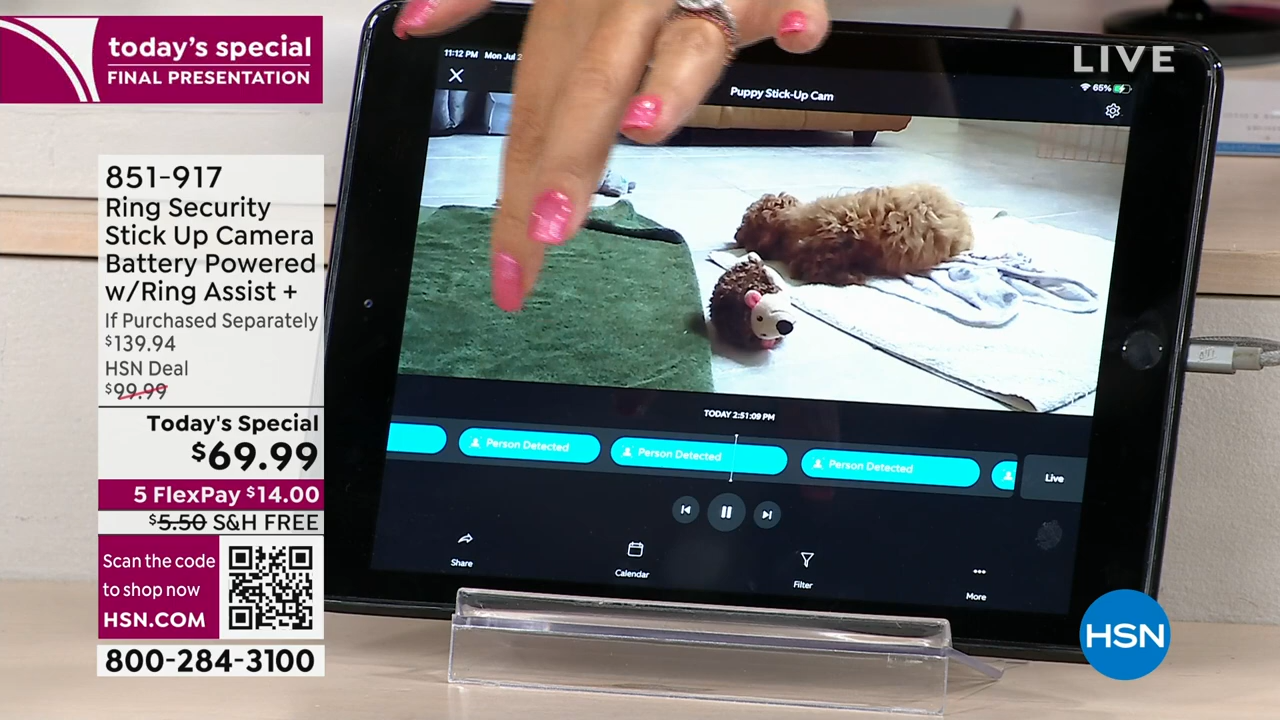 today's special
FINAL PRESENTATION
LIVE
851-917
Ring Security
Stick Up Camera
Battery Powered
w/Ring Assist +
If Purchased Separately
$139.94
HSN Deal
$99.99
Today's Special
$69.99
5 FlexPay $14.00
$5.50 S&H FREE
Scan the code
to shop now
HSN.COM
800-284-3100
11:12 PM Mon Jul
65%
Puppy Stick-Up Cam
TODAY 2:51:09 PM
Person Detected
Person Detected
Person Detected
Live
Share
Calendar
Filter
More
HSN